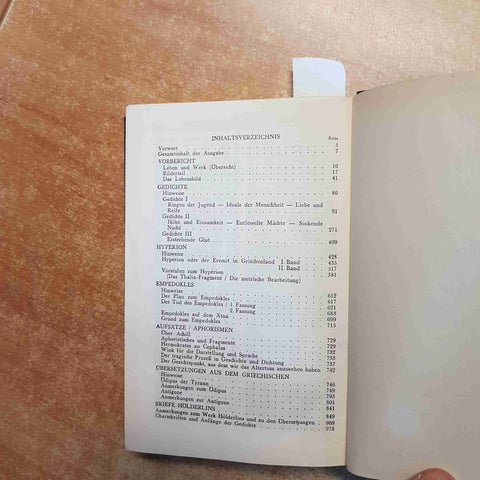 INHALTSVERZEICHNIS
Seite
Vorwort 5
Gesamtinhalt der Ausgabe 7
VORBERICHT
Leben und Werk (Übersicht) 10
Bilderteil 17
Das Lebensbild 41
GEDICHTE
Hinweise 80
Gedichte I
Ringen der Jugend — Ideale der Menschheit — Liebe und
Reife 91
Gedichte II
Höhe und Einsamkeit — Entfesselte Mächte — Sinkende
Nacht 271
Gedichte III
Ersterbende Glut 409
HYPERION
Hinweise 428
Hyperion oder der Eremit in Griechenland I. Band 435
II. Band 517
Vorstufen zum Hyperion 581
(Das Thalia-Fragment / Die metrische Bearbeitung)
EMPEDOKLES
Hinweise 612
Der Plan zum Empedokles 617
Der Tod des Empedokles / 1. Fassung 621
2. Fassung 683
Empedokles auf dem Ätna 699
Grund zum Empedokles 715
AUFSÄTZE / APHORISMEN
Über Achill 729
Aphoristisches und Fragmente 729
Hermokrates an Cephalus 732
Wink für die Darstellung und Sprache 732
Der tragische Prozeß in Geschichte und Dichtung 737
Der Gesichtspunkt, aus dem wir das Altertum anzusehen haben 742
ÜBERSETZUNGEN AUS DEM GRIECHISCHEN
Hinweise 746
Ödipus der Tyrann 749
Anmerkungen zum Ödipus 795
Antigone 801
Anmerkungen zur Antigone 841
BRIEFE HÖLDERLINS 849
Anmerkungen zum Werk Hölderlins und zu den Übersetzungen 969
Überschriften und Anfänge der Gedichte 978